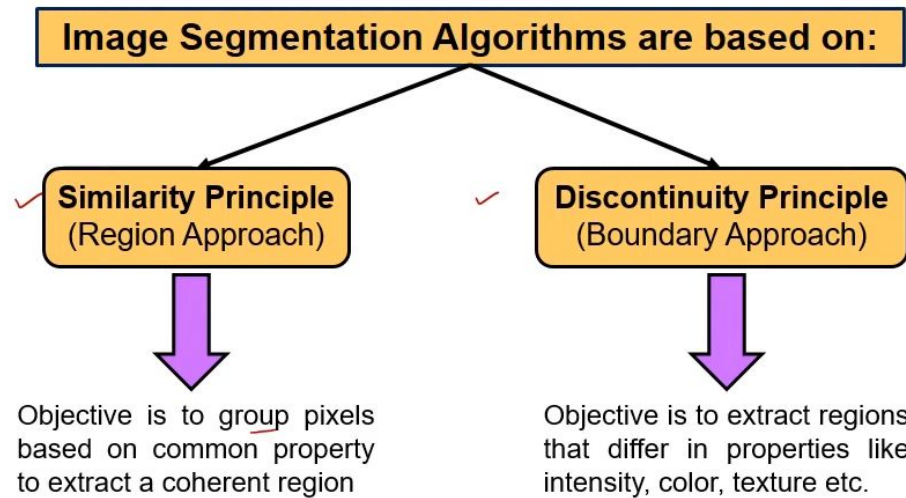 Image Segmentation Algorithms are based on:
Similarity Principle
(Region Approach)
Discontinuity Principle
(Boundary Approach)
Objective is to group pixels
based on common property
to extract a coherent region
Objective is to extract regions
that differ in properties like
intensity, color, texture etc.